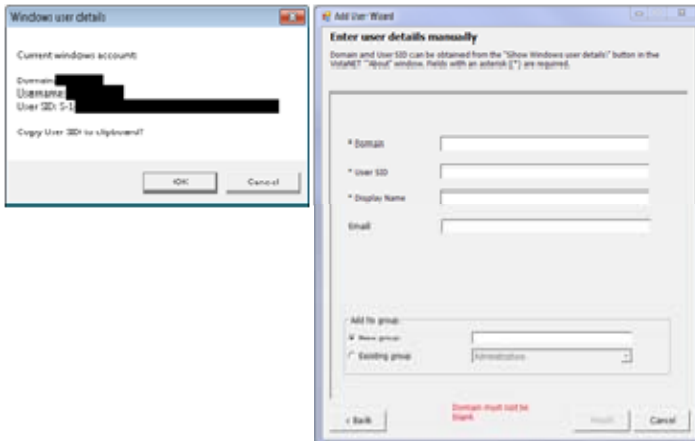 Windows user details
Current windows account:
Domain:
Username:
User SID: S-1
Copy User SID to clipboard?
OK
Cancel
Add User Wizard
Enter user details manually
Domain and User SID can be obtained from the "Show Windows user details" button in the
VistaNET "About" window. Fields with an asterisk (*) are required.
* Domain
* User SID
* Display Name
Email
Add to group:
New group:
Existing group
Administrators
Domain must not be
blank
< Back
Cancel